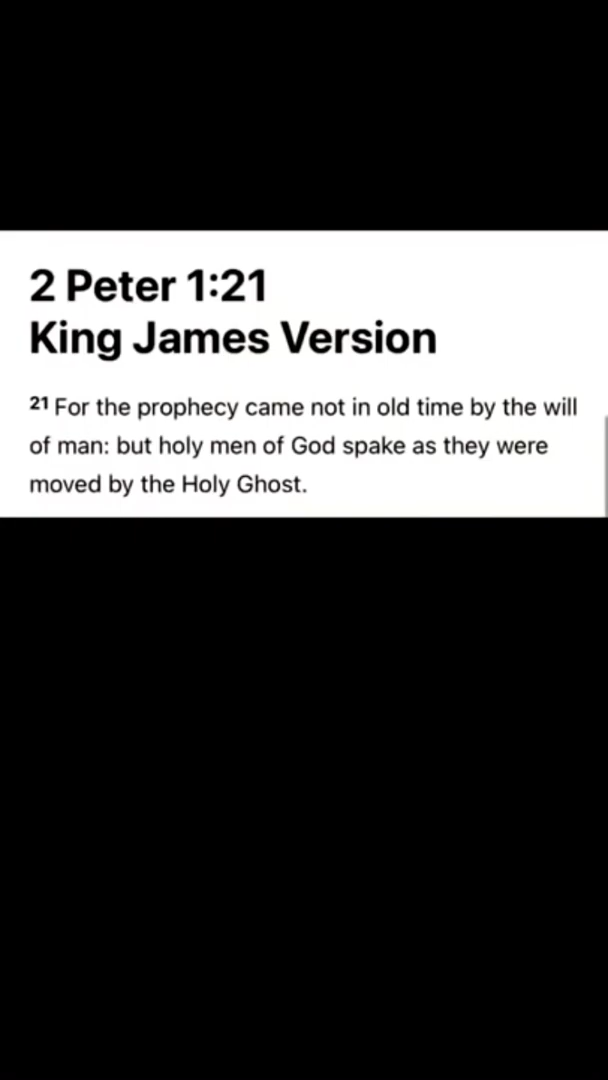 2 Peter 1:21
King James Version
21 For the prophecy came not in old time by the will
of man: but holy men of God spake as they were
moved by the Holy Ghost.